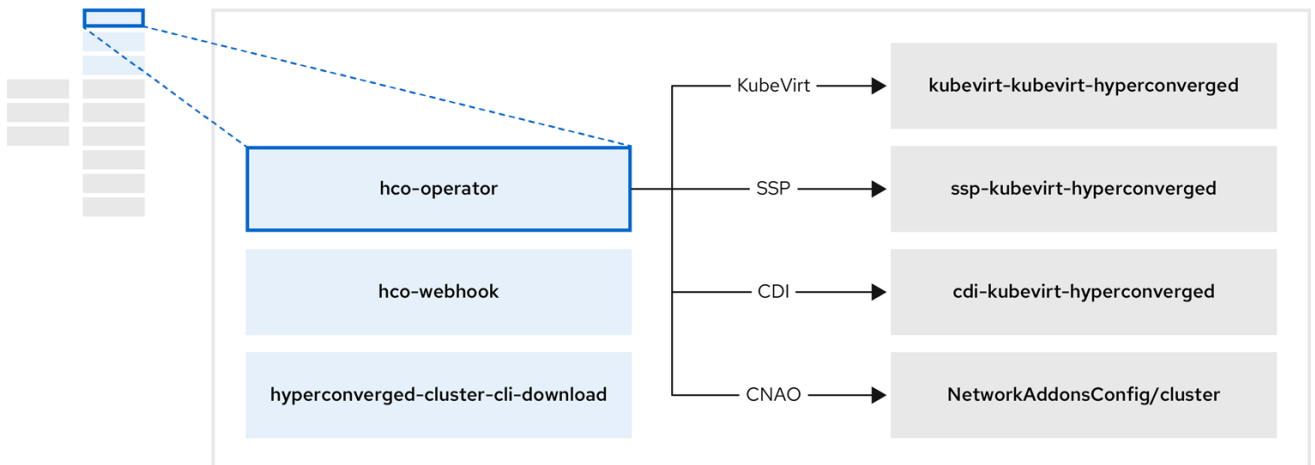 KubeVirt
kubevirt-kubevirt-hyperconverged
hco-operator
SSP
ssp-kubevirt-hyperconverged
hco-webhook
CDI
cdi-kubevirt-hyperconverged
hyperconverged-cluster-cli-download
CNAO
NetworkAddonsConfig/cluster